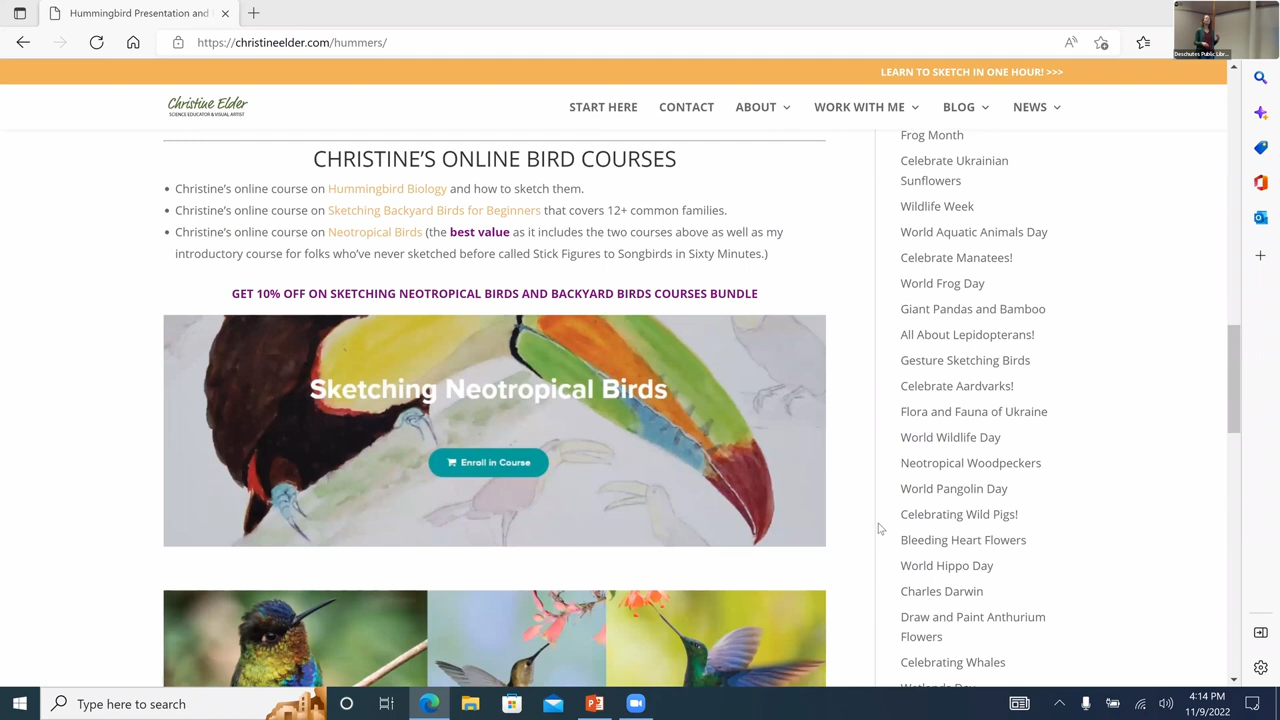 Hummingbird Presentation and
https://christineelder.com/hummers/
Deschutes Public Libr...
LEARN TO SKETCH IN ONE HOUR! >>>
Christine Elder
SCIENCE EDUCATOR & VISUAL ARTIST
START HERE CONTACT ABOUT WORK WITH ME BLOG NEWS
CHRISTINE'S ONLINE BIRD COURSES
• Christine's online course on Hummingbird Biology and how to sketch them.
• Christine's online course on Sketching Backyard Birds for Beginners that covers 12+ common families.
• Christine's online course on Neotropical Birds (the best value as it includes the two courses above as well as my
introductory course for folks who've never sketched before called Stick Figures to Songbirds in Sixty Minutes.)
GET 10% OFF ON SKETCHING NEOTROPICAL BIRDS AND BACKYARD BIRDS COURSES BUNDLE
Sketching Neotropical Birds
Enroll in Course
Frog Month
Celebrate Ukrainian
Sunflowers
Wildlife Week
World Aquatic Animals Day
Celebrate Manatees!
World Frog Day
Giant Pandas and Bamboo
All About Lepidopterans!
Gesture Sketching Birds
Celebrate Aardvarks!
Flora and Fauna of Ukraine
World Wildlife Day
Neotropical Woodpeckers
World Pangolin Day
Celebrating Wild Pigs!
Bleeding Heart Flowers
World Hippo Day
Charles Darwin
Draw and Paint Anthurium
Flowers
Celebrating Whales
Type here to search
4:14 PM
11/9/2022